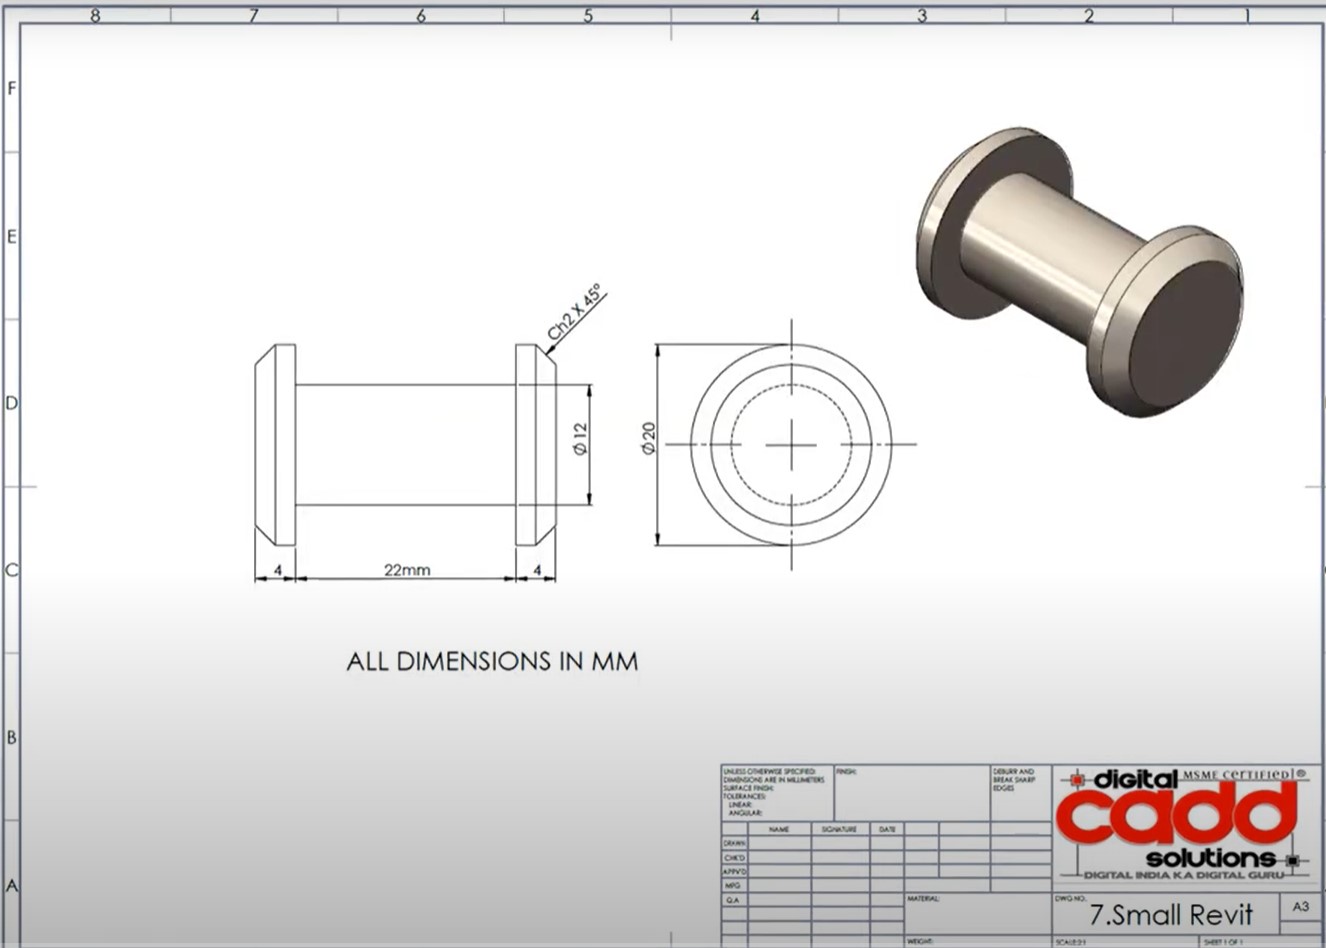 8 7 6 5 4 3 2 1
F
E
D
C
B
A
Ch2 X 45°
Ø12
Ø20
4 22mm 4
ALL DIMENSIONS IN MM
UNLESS OTHERWISE SPECIFIED:
DIMENSIONS ARE IN MILLIMETERS
SURFACE FINISH:
TOLERANCES:
LINEAR:
ANGULAR:
FINISH:
DEBURR AND
BREAK SHARP
EDGES
NAME SIGNATURE DATE
DRAWN
CHK'D
APPV'D
MFG
Q.A
MATERIAL:
WEIGHT:
digital MSME CERTIFIED ®
cadd
solutions
DIGITAL INDIA KA DIGITAL GURU
DWG NO.
7.Small Revit
A3
SCALE:2:1
SHEET 1 OF 1